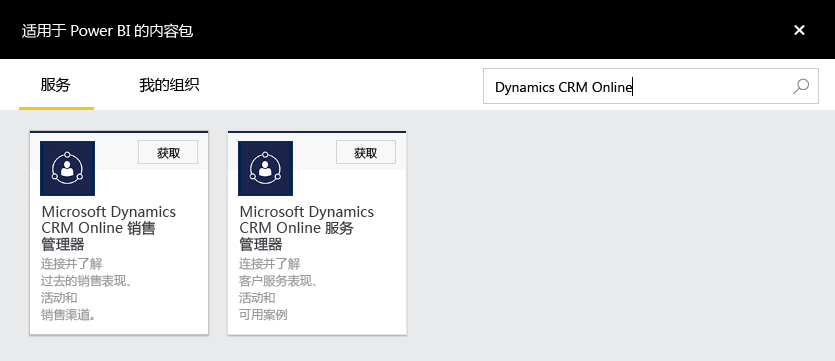 适用于 Power BI 的内容包
服务
我的组织
Dynamics CRM Online
获取
Microsoft Dynamics
CRM Online 销售
管理器
连接并了解
过去的销售表现、
活动和
销售渠道。
获取
Microsoft Dynamics
CRM Online 服务
管理器
连接并了解
客户服务表现、
活动和
可用案例